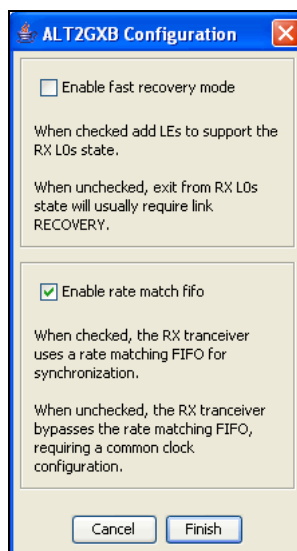 ALT2GXB Configuration
Enable fast recovery mode
When checked add LEs to support the
RX L0s state.
When unchecked, exit from RX L0s
state will usually require link
RECOVERY.
Enable rate match fifo
When checked, the RX tranceiver
uses a rate matching FIFO for
synchronization.
When unchecked, the RX tranceiver
bypasses the rate matching FIFO,
requiring a common clock
configuration.
Cancel Finish